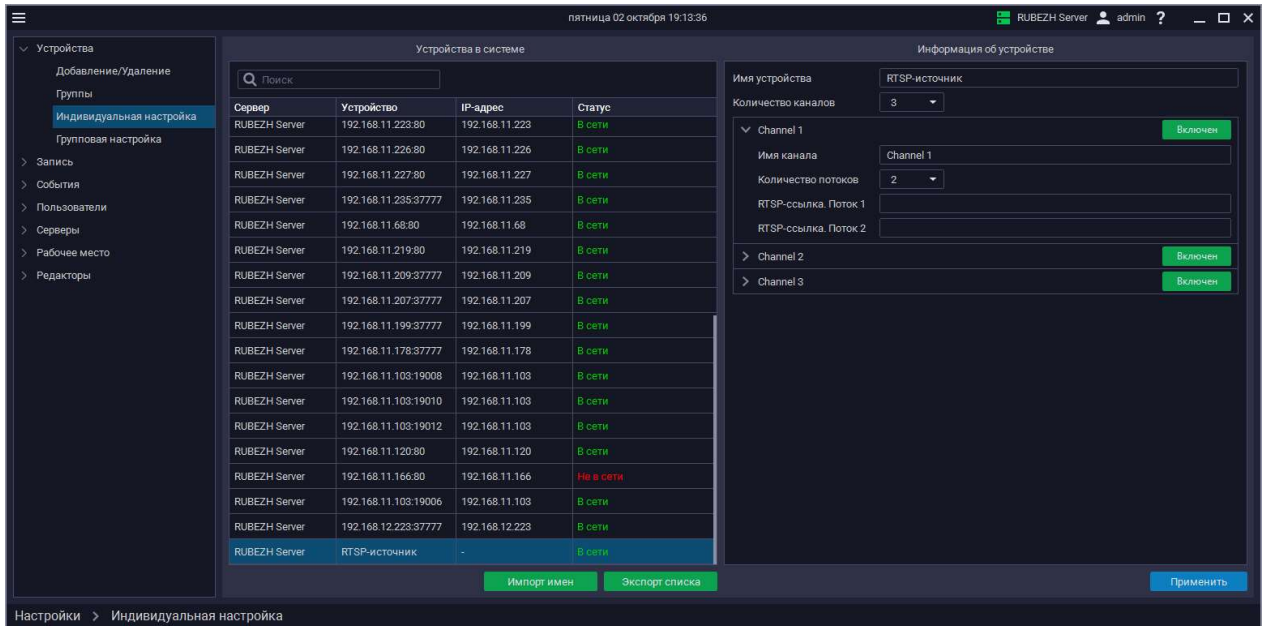 пятница 02 октября 19:13:36
RUBEZH Server admin ?
Устройства
Добавление/Удаление
Группы
Индивидуальная настройка
Групповая настройка
Запись
События
Пользователи
Серверы
Рабочее место
Редакторы
Устройства в системе
Поиск
Сервер Устройство IP-адрес Статус
RUBEZH Server 192.168.11.223:80 192.168.11.223 В сети
RUBEZH Server 192.168.11.226:80 192.168.11.226 В сети
RUBEZH Server 192.168.11.227:80 192.168.11.227 В сети
RUBEZH Server 192.168.11.235:37777 192.168.11.235 В сети
RUBEZH Server 192.168.11.68:80 192.168.11.68 В сети
RUBEZH Server 192.168.11.219:80 192.168.11.219 В сети
RUBEZH Server 192.168.11.209:37777 192.168.11.209 В сети
RUBEZH Server 192.168.11.207:37777 192.168.11.207 В сети
RUBEZH Server 192.168.11.199:37777 192.168.11.199 В сети
RUBEZH Server 192.168.11.178:37777 192.168.11.178 В сети
RUBEZH Server 192.168.11.103:19008 192.168.11.103 В сети
RUBEZH Server 192.168.11.103:19010 192.168.11.103 В сети
RUBEZH Server 192.168.11.103:19012 192.168.11.103 В сети
RUBEZH Server 192.168.11.120:80 192.168.11.120 В сети
RUBEZH Server 192.168.11.166:80 192.168.11.166 Не в сети
RUBEZH Server 192.168.11.103:19006 192.168.11.103 В сети
RUBEZH Server 192.168.12.223:37777 192.168.12.223 В сети
RUBEZH Server RTSP-источник - В сети
Импорт имен Экспорт списка
Информация об устройстве
Имя устройства RTSP-источник
Количество каналов 3
Channel 1 Включен
Имя канала Channel 1
Количество потоков 2
RTSP-ссылка. Поток 1
RTSP-ссылка. Поток 2
Channel 2 Включен
Channel 3 Включен
Применить
Настройки > Индивидуальная настройка